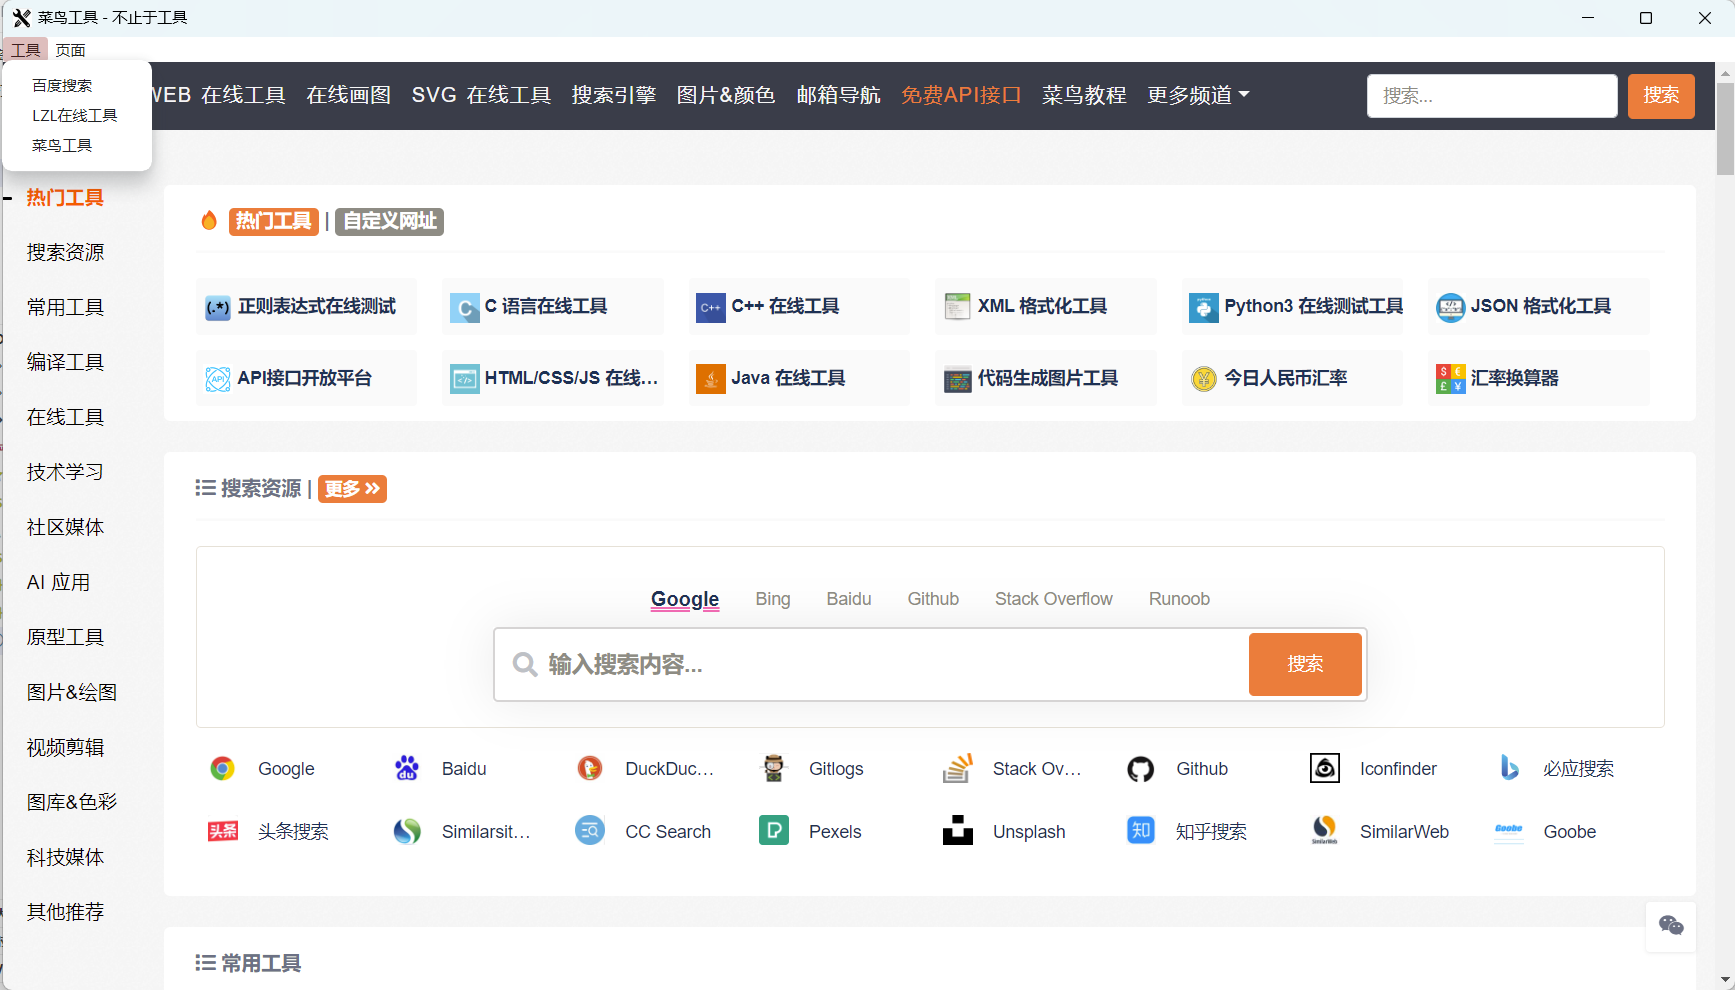 菜鸟工具 - 不止于工具
工具 页面
百度搜索
LZL在线工具
菜鸟工具
WEB 在线工具 在线画图 SVG 在线工具 搜索引擎 图片&颜色 邮箱导航 免费API接口 菜鸟教程 更多频道 搜索... 搜索
热门工具
搜索资源
常用工具
编译工具
在线工具
技术学习
社区媒体
AI 应用
原型工具
图片&绘图
视频剪辑
图库&色彩
科技媒体
其他推荐
热门工具 | 自定义网址
正则表达式在线测试 C 语言在线工具 C++ 在线工具 XML 格式化工具 Python3 在线测试工具 JSON 格式化工具
API接口开放平台 HTML/CSS/JS 在线... Java 在线工具 代码生成图片工具 今日人民币汇率 汇率换算器
搜索资源 | 更多
Google Bing Baidu Github Stack Overflow Runoob
输入搜索内容... 搜索
Google Baidu DuckDuc... Gitlogs Stack Ov... Github Iconfinder 必应搜索
头条搜索 Similarsit... CC Search Pexels Unsplash 知乎搜索 SimilarWeb Goobe
常用工具